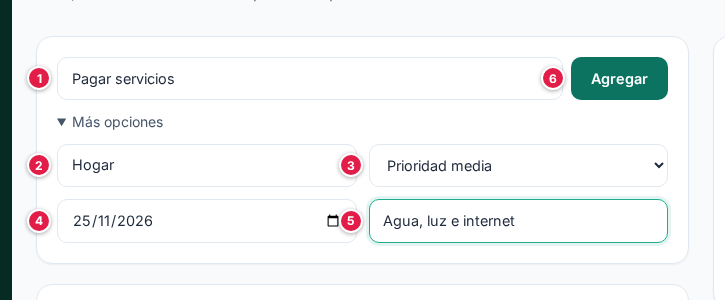 1 Pagar servicios 6 Agregar
▼ Más opciones
2 Hogar 3 Prioridad media
4 25/11/2026 5 Agua, luz e internet